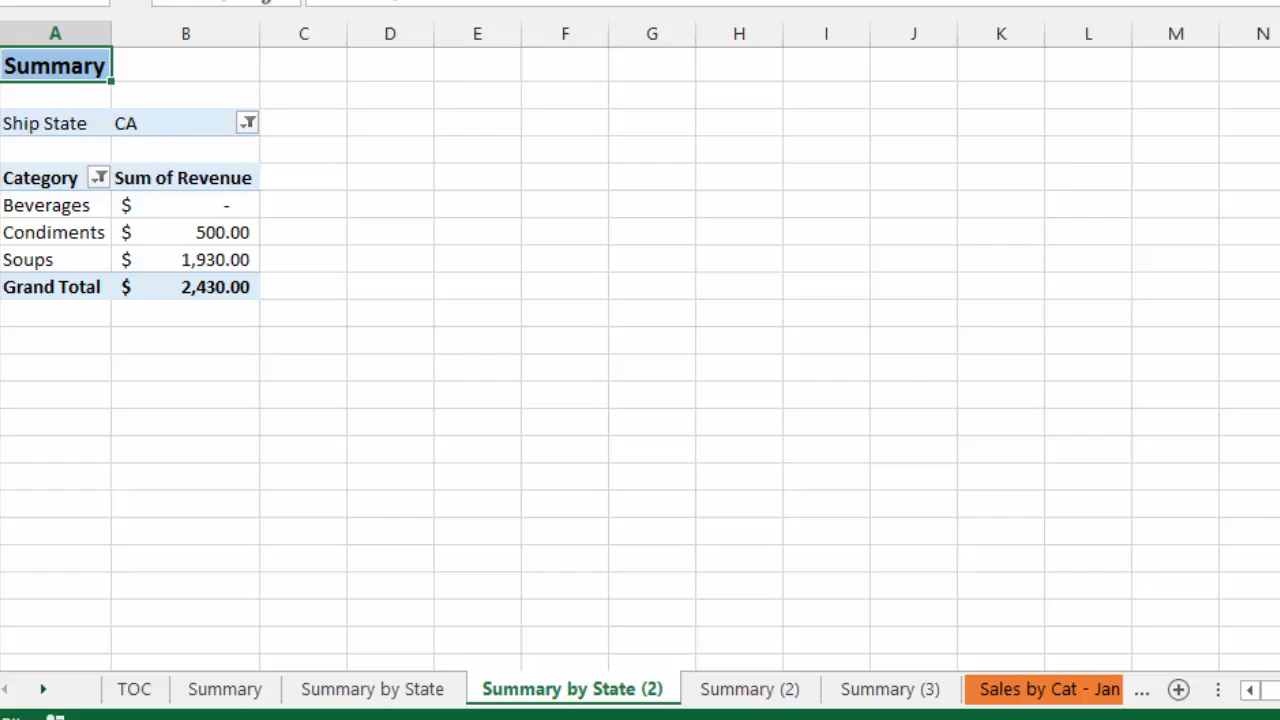 A B C D E F G H I J K L M N
Summary
Ship State CA
Category Sum of Revenue
Beverages $ -
Condiments $ 500.00
Soups $ 1,930.00
Grand Total $ 2,430.00
TOC Summary Summary by State Summary by State (2) Summary (2) Summary (3) Sales by Cat - Jan ...